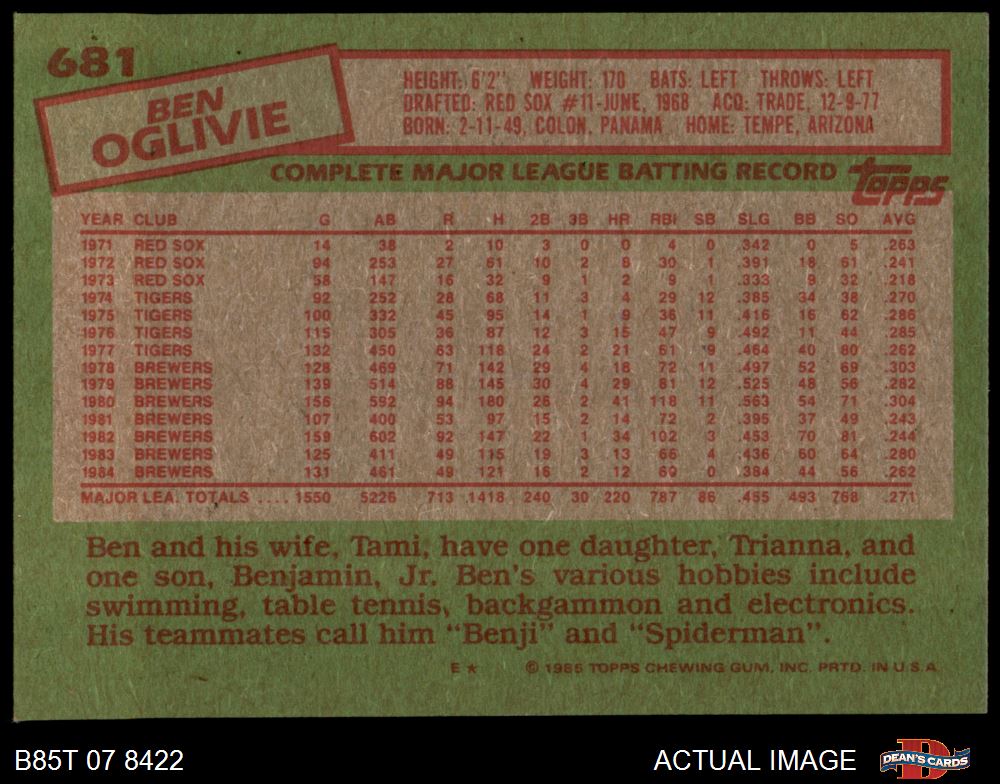 681
BEN
OGLIVIE
HEIGHT: 6'2" WEIGHT: 170 BATS: LEFT THROWS: LEFT
DRAFTED: RED SOX #11-JUNE, 1968 ACQ: TRADE, 12-9-77
BORN: 2-11-49, COLON, PANAMA HOME: TEMPE, ARIZONA
COMPLETE MAJOR LEAGUE BATTING RECORD topps
YEAR CLUB G AB R H 2B 3B HR RBI SB SLG BB SO AVG
1971 RED SOX 14 38 2 10 3 0 0 4 0 .342 0 5 .263
1972 RED SOX 94 253 27 61 10 2 8 30 1 .391 18 61 .241
1973 RED SOX 58 147 16 32 9 1 2 9 1 .333 9 32 .218
1974 TIGERS 92 252 28 68 11 3 4 29 12 .385 34 38 .270
1975 TIGERS 100 332 45 95 14 1 9 36 11 .416 16 62 .286
1976 TIGERS 115 305 36 87 12 3 15 47 9 .492 11 44 .285
1977 TIGERS 132 450 63 118 24 2 21 61 9 .464 40 80 .262
1978 BREWERS 128 469 71 142 29 4 18 72 11 .497 52 69 .303
1979 BREWERS 139 514 88 145 30 4 29 81 12 .525 48 56 .282
1980 BREWERS 156 592 94 180 26 2 41 118 11 .563 54 71 .304
1981 BREWERS 107 400 53 97 15 2 14 72 2 .395 37 49 .243
1982 BREWERS 159 602 92 147 22 1 34 102 3 .453 70 81 .244
1983 BREWERS 125 411 49 115 19 3 13 66 4 .436 60 64 .280
1984 BREWERS 131 461 49 121 16 2 12 60 0 .384 44 56 .262
MAJOR LEA. TOTALS .... 1550 5226 713 1418 240 30 220 787 86 .455 493 768 .271
Ben and his wife, Tami, have one daughter, Trianna, and
one son, Benjamin, Jr. Ben's various hobbies include
swimming, table tennis, backgammon and electronics.
His teammates call him "Benji" and "Spiderman".
E ★ © 1985 TOPPS CHEWING GUM, INC. PRTD. IN U.S.A.
B85T 07 8422 ACTUAL IMAGE DEAN'S CARDS